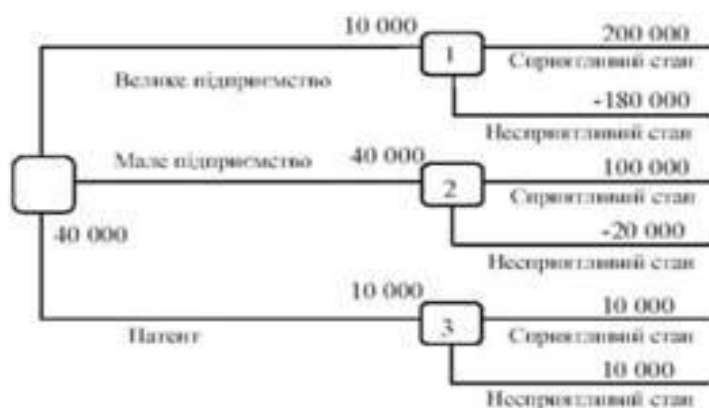 10 000
200 000
1
Сприятливий стан
Велике підприємство
-180 000
Несприятливий стан
Мале підприємство
40 000
100 000
2
Сприятливий стан
40 000
-20 000
Несприятливий стан
10 000
10 000
3
Сприятливий стан
Патент
10 000
Несприятливий стан